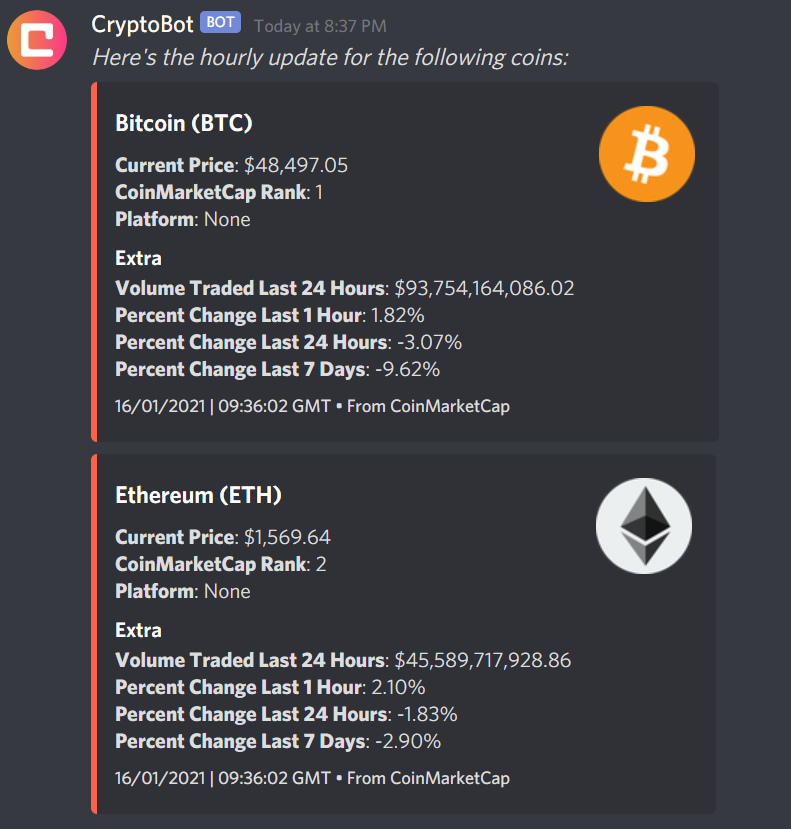 CryptoBot BOT Today at 8:37 PM
Here's the hourly update for the following coins:
Bitcoin (BTC)
Current Price: $48,497.05
CoinMarketCap Rank: 1
Platform: None
Extra
Volume Traded Last 24 Hours: $93,754,164,086.02
Percent Change Last 1 Hour: 1.82%
Percent Change Last 24 Hours: -3.07%
Percent Change Last 7 Days: -9.62%
16/01/2021 | 09:36:02 GMT • From CoinMarketCap
Ethereum (ETH)
Current Price: $1,569.64
CoinMarketCap Rank: 2
Platform: None
Extra
Volume Traded Last 24 Hours: $45,589,717,928.86
Percent Change Last 1 Hour: 2.10%
Percent Change Last 24 Hours: -1.83%
Percent Change Last 7 Days: -2.90%
16/01/2021 | 09:36:02 GMT • From CoinMarketCap